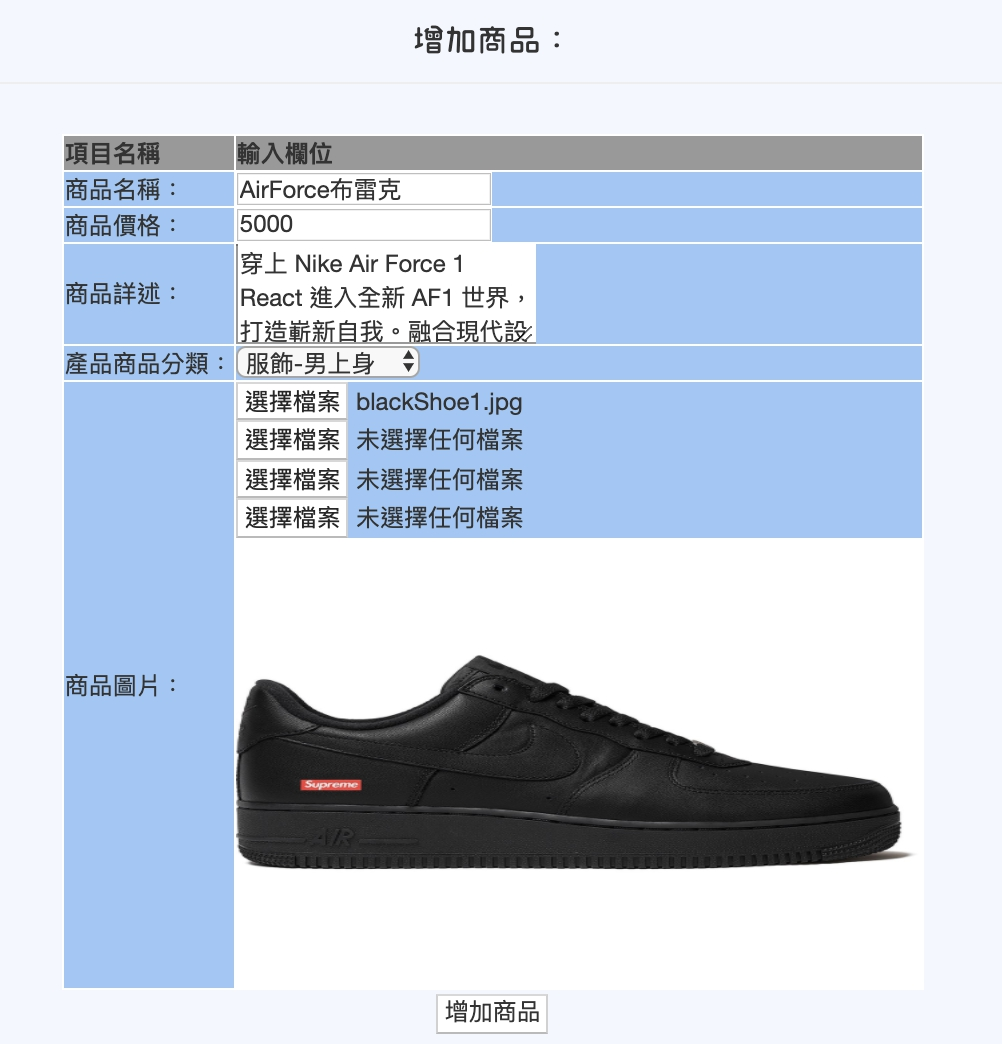 增加商品：
項目名稱 輸入欄位
商品名稱： AirForce布雷克
商品價格： 5000
商品詳述： 穿上 Nike Air Force 1
React 進入全新 AF1 世界，
打造嶄新自我。融合現代設
產品商品分類： 服飾-男上身
選擇檔案 blackShoe1.jpg
選擇檔案 未選擇任何檔案
選擇檔案 未選擇任何檔案
選擇檔案 未選擇任何檔案
商品圖片：
Supreme
AIR
增加商品